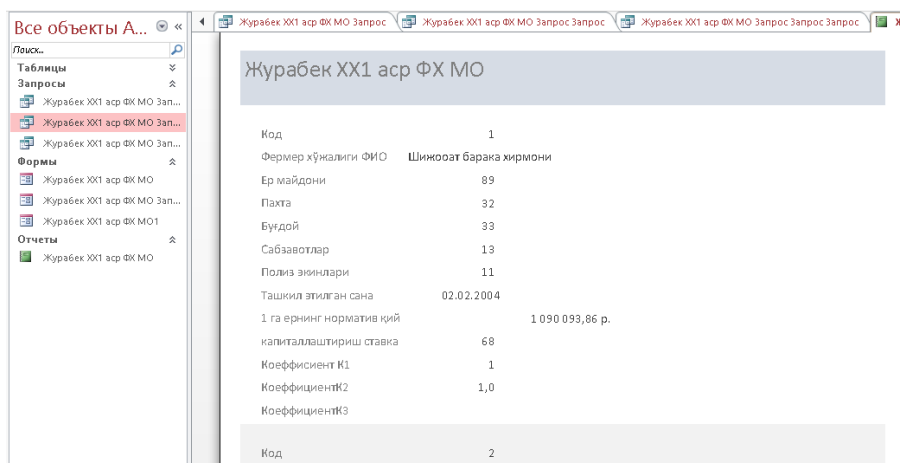 Все объекты A...
Поиск...
Таблицы
Запросы
Журабек XX1 аср ФХ МО Зап...
Журабек XX1 аср ФХ МО Зап...
Журабек XX1 аср ФХ МО Зап...
Формы
Журабек XX1 аср ФХ МО
Журабек XX1 аср ФХ МО Зап...
Журабек XX1 аср ФХ МО1
Отчеты
Журабек XX1 аср ФХ МО
Журабек XX1 аср ФХ МО Запрос
Журабек XX1 аср ФХ МО Запрос Запрос
Журабек XX1 аср ФХ МО Запрос Запрос Запрос
Журабек XX1 аср ФХ МО
Код 1
Фермер хўжалиги ФИО Шижооат барака хирмони
Ер майдони 89
Пахта 32
Буғдой 33
Сабзавотлар 13
Полиз экинлари 11
Ташкил этилган сана 02.02.2004
1 га ернинг норматив қий 1 090 093,86 р.
капиталлаштириш ставка 68
Коеффисиент К1 1
КоеффициентК2 1,0
КоеффициентК3
Код 2